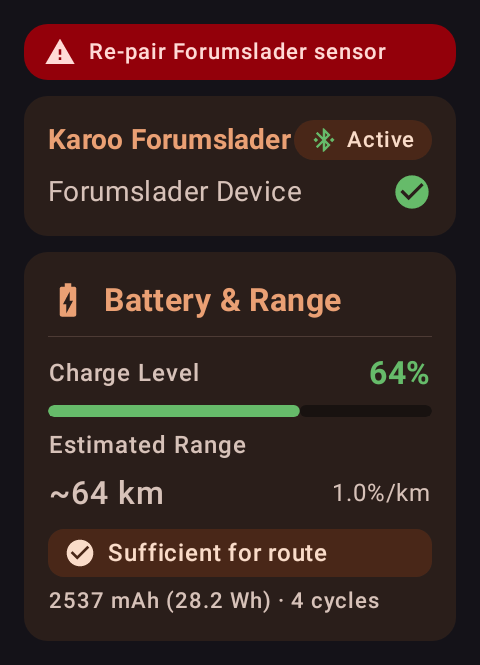 Re-pair Forumslader sensor
Karoo Forumslader Active
Forumslader Device
Battery & Range
Charge Level 64%
Estimated Range
~64 km 1.0%/km
Sufficient for route
2537 mAh (28.2 Wh) · 4 cycles